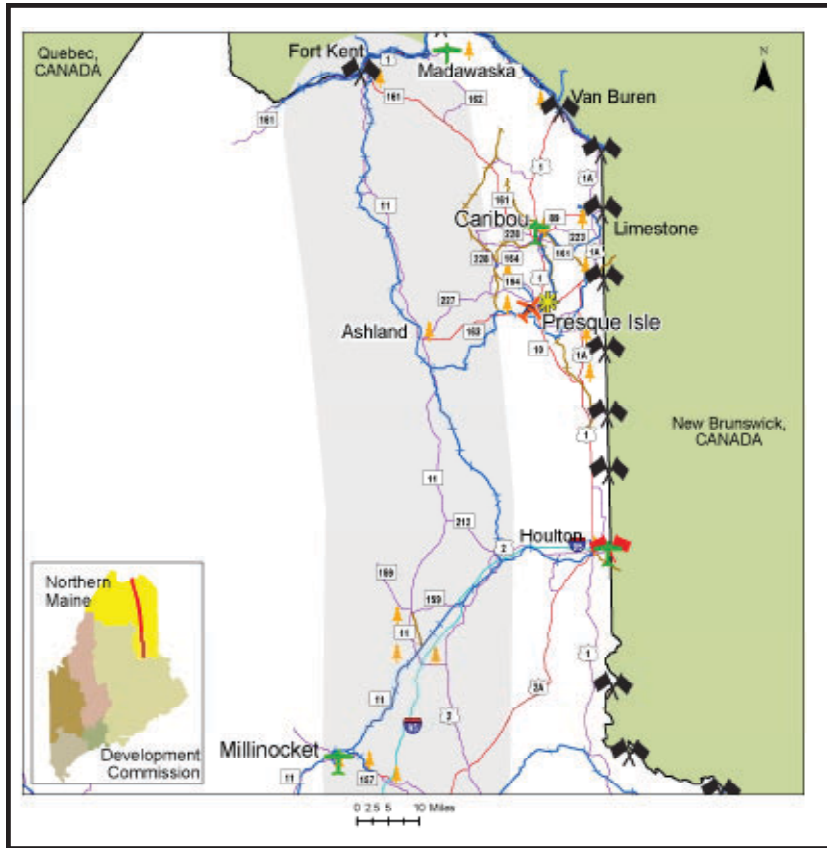 Quebec,
CANADA
Fort Kent
1
Madawaska
N
161
162
161
Van Buren
1
1A
11
161
Caribou
89
Limestone
228
223
228
164
161
1A
1
164
227
Presque Isle
Ashland
163
10
1A
1
New Brunswick,
CANADA
11
212
2
Houlton
95
159
159
11
Northern
Maine
Development
Commission
1
2A
11
2
95
Millinocket
11
157
0 2.5 5 10 Miles